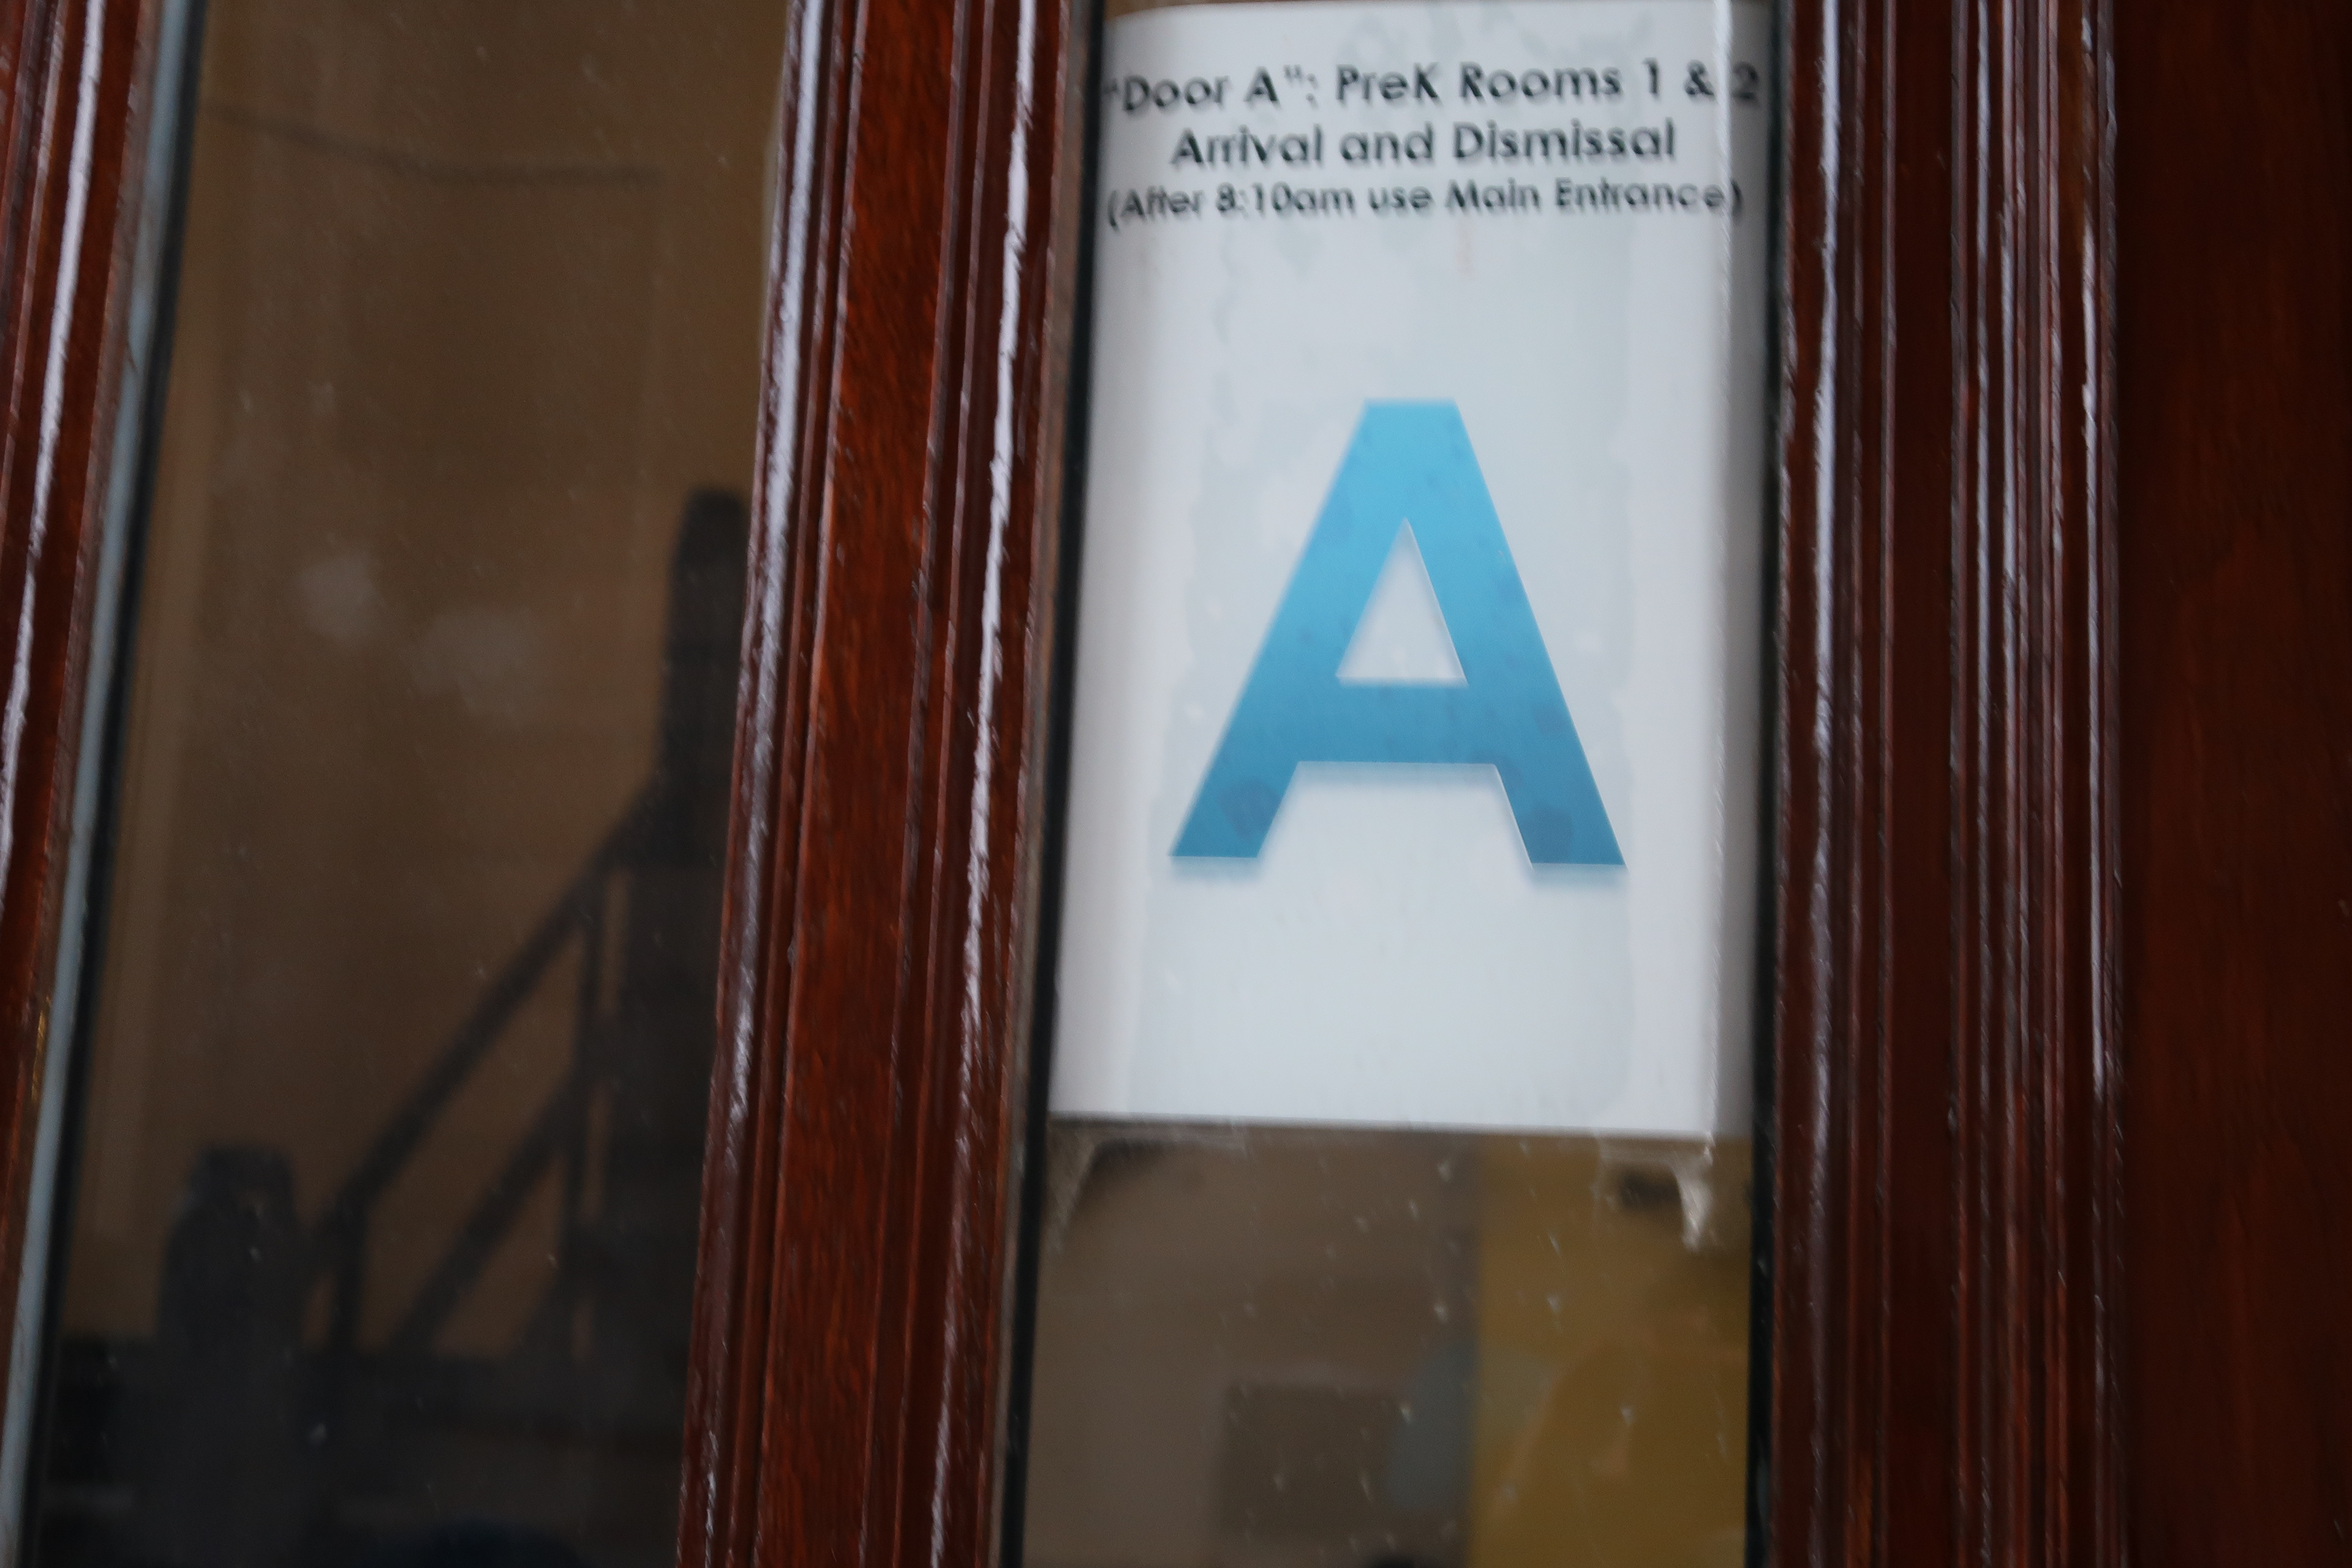 "Door A": PreK Rooms 1 & 2
Arrival and Dismissal
(After 8:10am use Main Entrance)
A